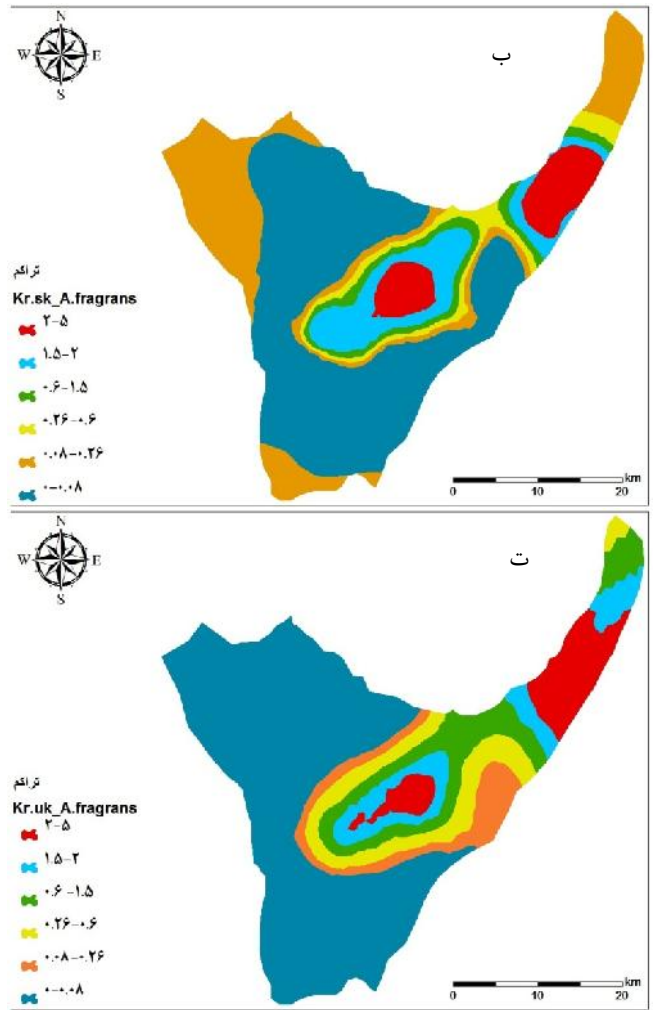 N
W E
S
ب
تراکم
Kr.sk_A.fragrans
۲-۵
۱.۵-۲
۰.۶-۱.۵
۰.۲۶-۰.۶
۰.۰۸-۰.۲۶
۰-۰.۰۸
km
0 10 20
N
W E
S
ت
تراکم
Kr.uk_A.fragrans
۲-۵
۱.۵-۲
۰.۶-۱.۵
۰.۲۶-۰.۶
۰.۰۸-۰.۲۶
۰-۰.۰۸
km
0 10 20